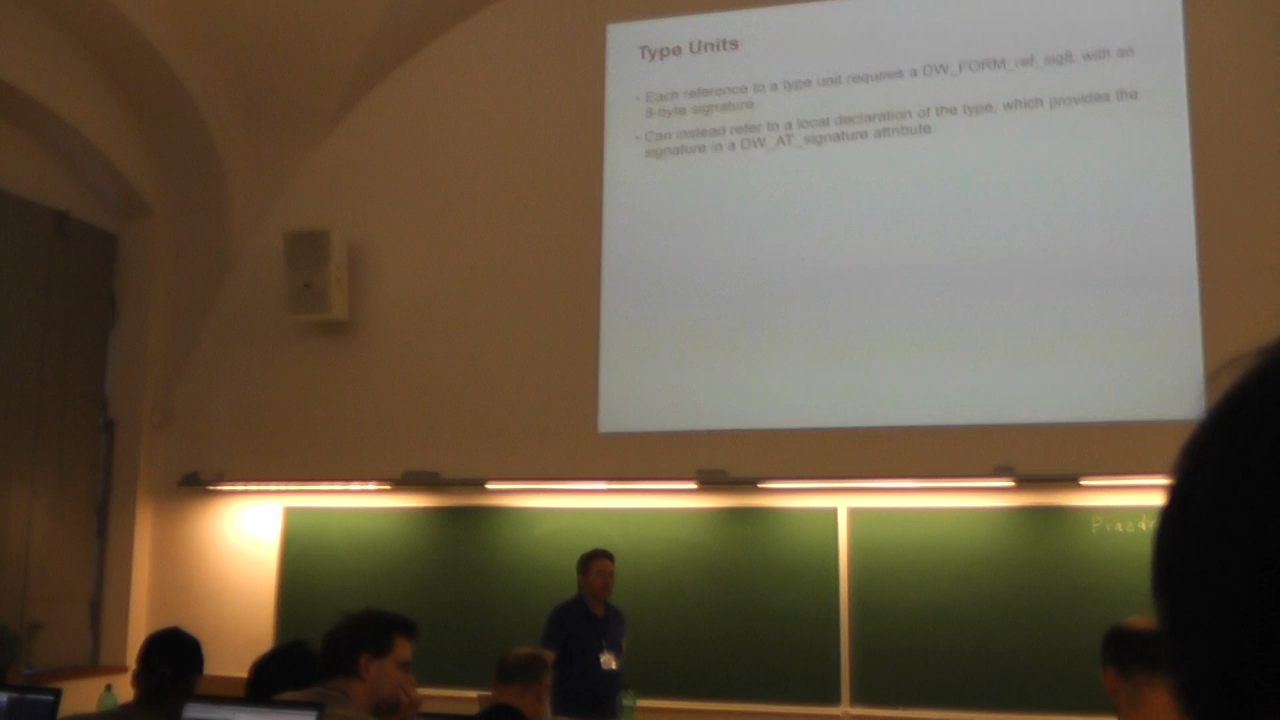 Type Units
- Each reference to a type unit requires a DW_FORM_ref_sig8, with an
8-byte signature.
- Can instead refer to a local declaration of the type, which provides the
signature in a DW_AT_signature attribute.